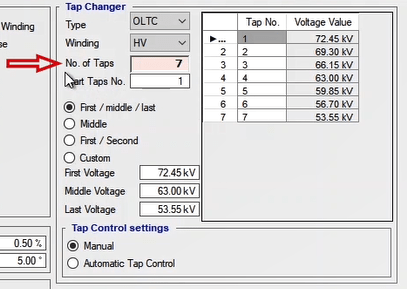 Tap Changer
Type OLTC
Winding
Winding HV
No. of Taps 7
Start Taps No. 1
First / middle / last
Middle
First / Second
Custom
First Voltage 72.45 kV
Middle Voltage 63.00 kV
Last Voltage 53.55 kV
Tap No. Voltage Value
1 72.45 kV
2 2 69.30 kV
3 3 66.15 kV
4 4 63.00 kV
5 5 59.85 kV
6 6 56.70 kV
7 7 53.55 kV
0.50 %
5.00 °
Tap Control settings
Manual
Automatic Tap Control